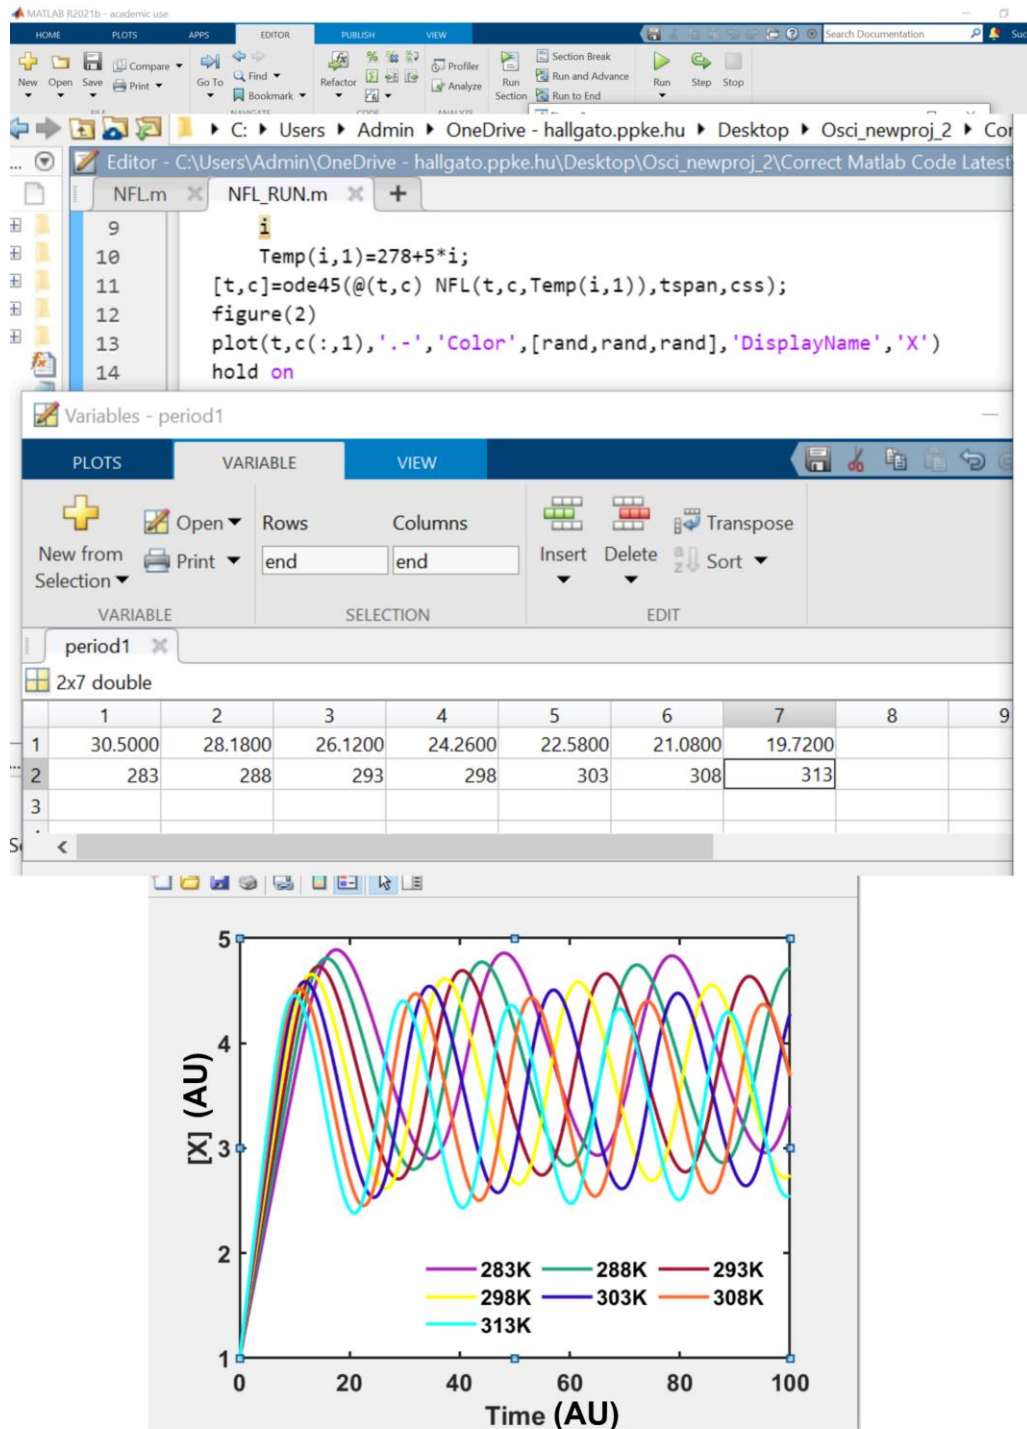 MATLAB R2021b - academic use
HOME PLOTS APPS EDITOR PUBLISH VIEW Search Documentation
New Open Save Compare Print Go To Find Bookmark Refactor Profiler Analyze Run Section Section Break Run and Advance Run to End Run Step Stop
C: Users Admin OneDrive - hallgato.ppke.hu Desktop Osci_newproj_2
Editor - C:\Users\Admin\OneDrive - hallgato.ppke.hu\Desktop\Osci_newproj_2\Correct Matlab Code Latest
NFL.m NFL_RUN.m
9 i
10 Temp(i,1)=278+5*i;
11 [t,c]=ode45(@(t,c) NFL(t,c,Temp(i,1)),tspan,css);
12 figure(2)
13 plot(t,c(:,1),'.-','Color',[rand,rand,rand],'DisplayName','X')
14 hold on
Variables - period1
PLOTS VARIABLE VIEW
New from Selection Open Print Rows Columns Insert Delete Transpose Sort
end end
VARIABLE SELECTION EDIT
period1
2x7 double
1 2 3 4 5 6 7 8 9
1 30.5000 28.1800 26.1200 24.2600 22.5800 21.0800 19.7200
2 283 288 293 298 303 308 313
3
5
4
3
2
1
[X] (AU)
283K 288K 293K
298K 303K 308K
313K
0 20 40 60 80 100
Time (AU)